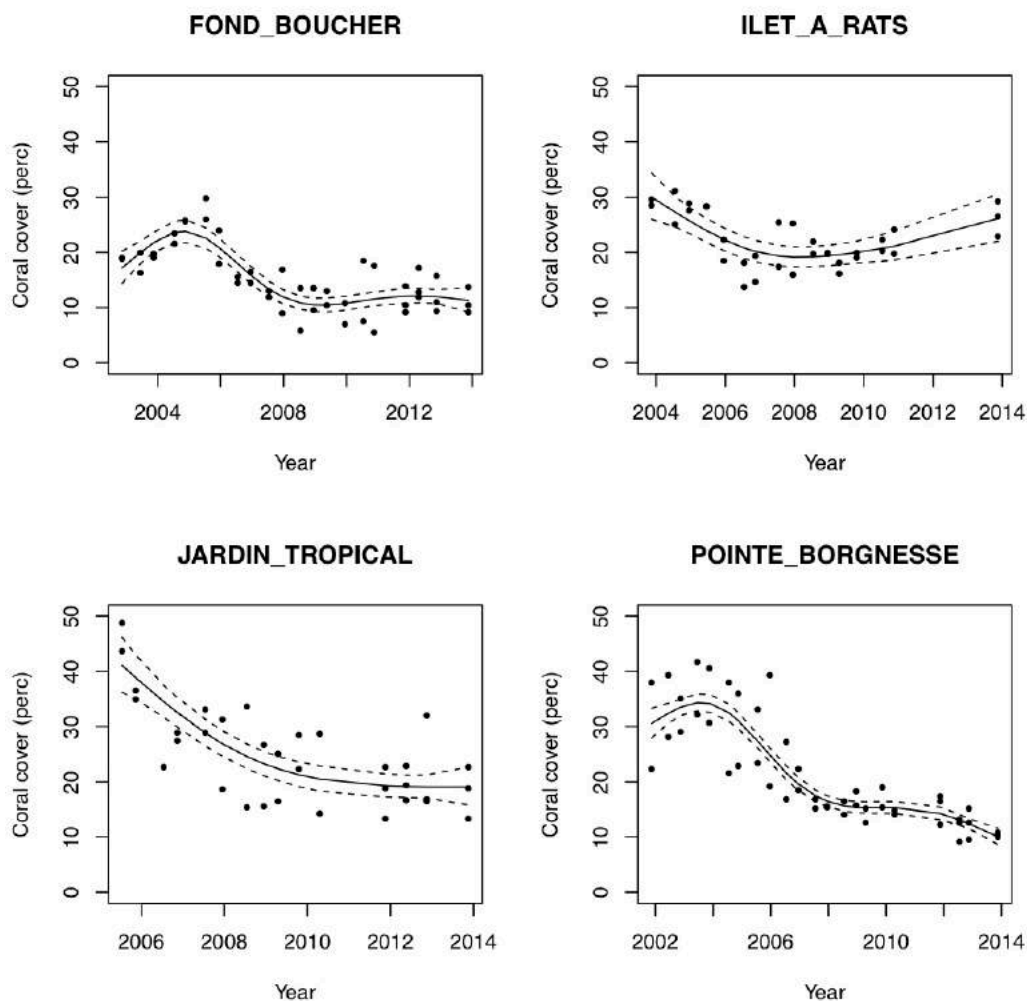 FOND_BOUCHER
Coral cover (perc)
50
40
30
20
10
0
2004 2008 2012
Year
ILET_A_RATS
Coral cover (perc)
50
40
30
20
10
0
2004 2006 2008 2010 2012 2014
Year
JARDIN_TROPICAL
Coral cover (perc)
50
40
30
20
10
0
2006 2008 2010 2012 2014
Year
POINTE_BORGNESSE
Coral cover (perc)
50
40
30
20
10
0
2002 2006 2010 2014
Year